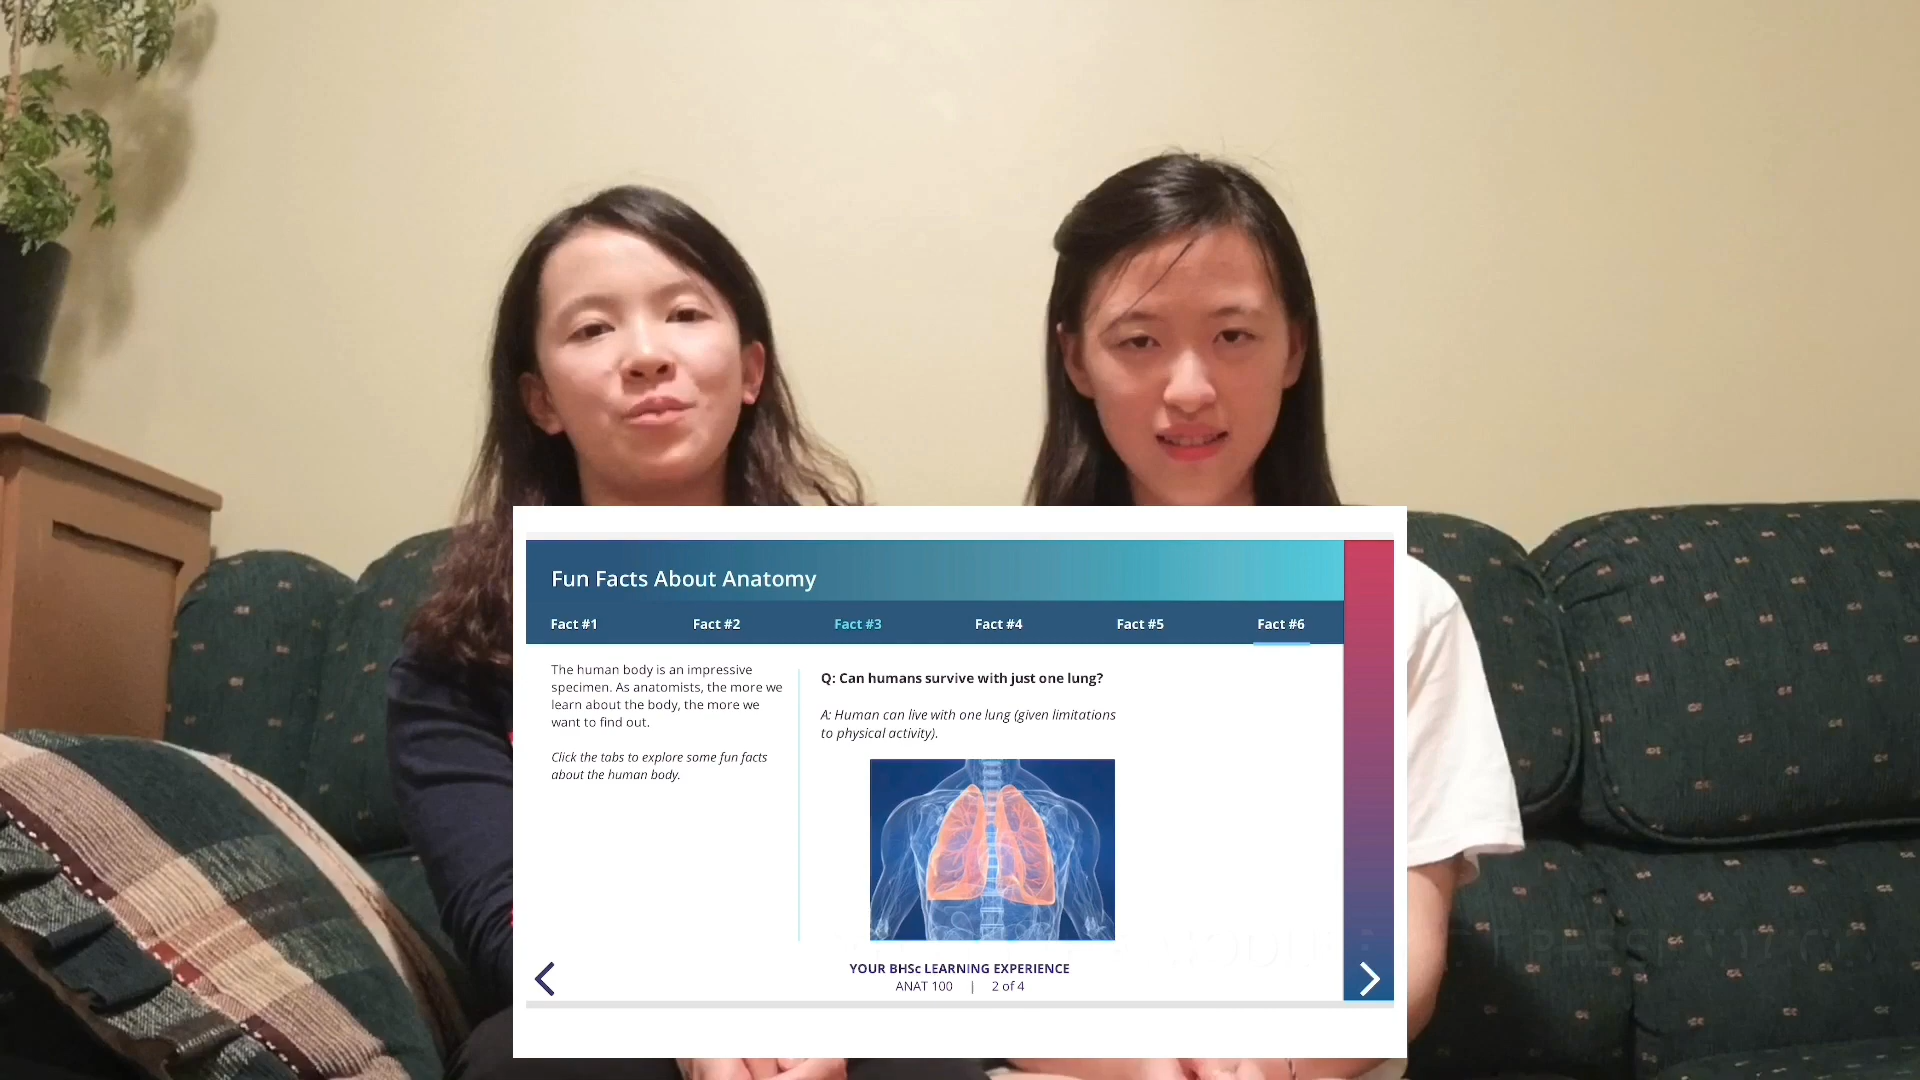 Fun Facts About Anatomy
Fact #1 Fact #2 Fact #3 Fact #4 Fact #5 Fact #6
The human body is an impressive
specimen. As anatomists, the more we
learn about the body, the more we
want to find out.
Click the tabs to explore some fun facts
about the human body.
Q: Can humans survive with just one lung?
A: Human can live with one lung (given limitations
to physical activity).
YOUR BHSc LEARNING EXPERIENCE
ANAT 100 | 2 of 4